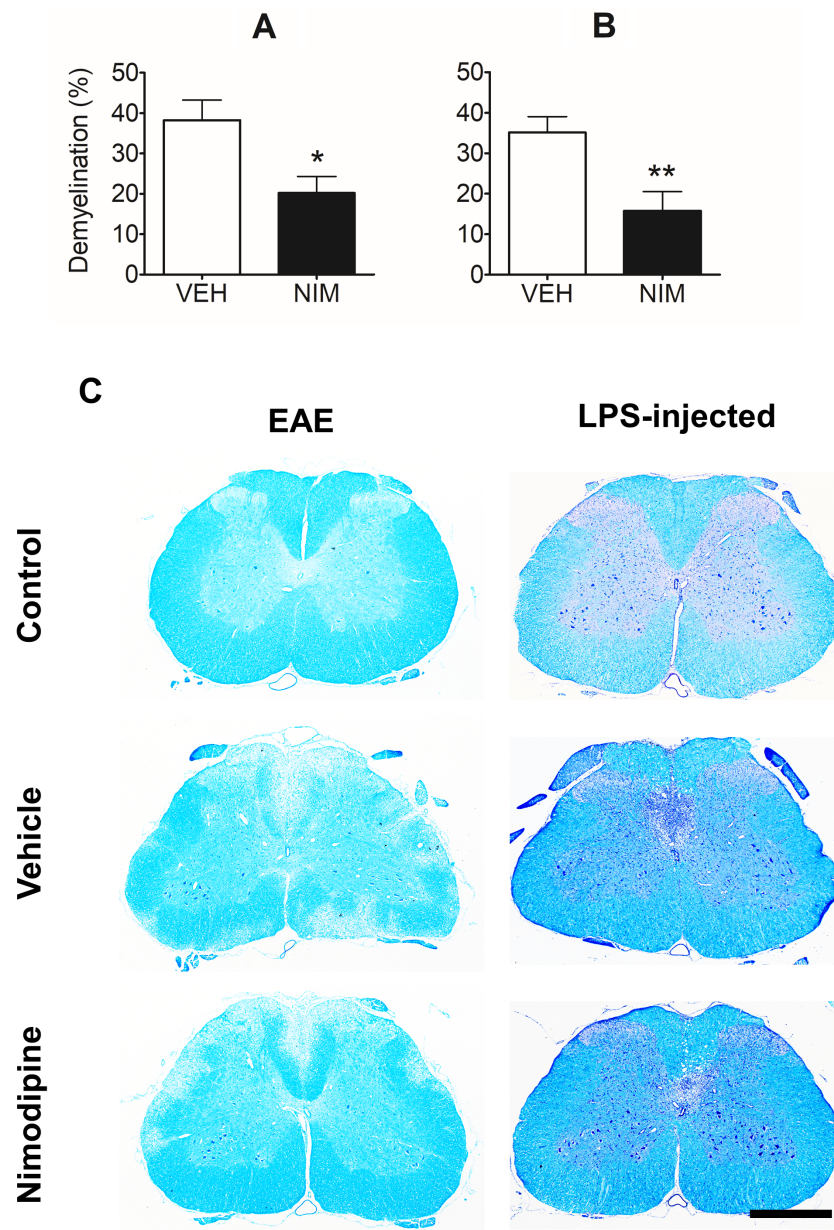 A
B
Demyelination (%)
50
40
30
20
10
0
*
VEH
NIM
50
40
30
20
10
0
**
VEH
NIM
C
EAE
LPS-injected
Control
Vehicle
Nimodipine